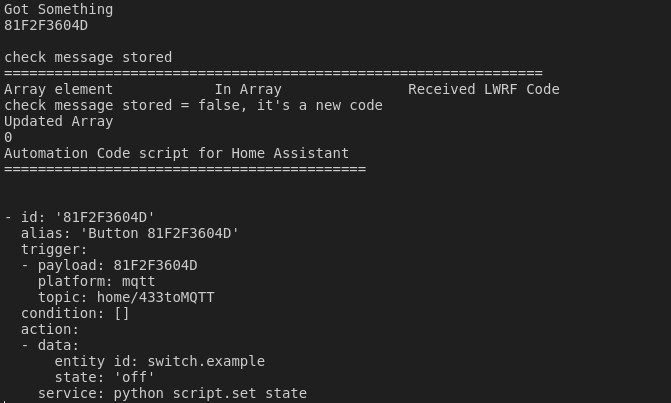 Got Something
81F2F3604D
check message stored
================================================================
Array element            In Array               Received LWRF Code
check message stored = false, it's a new code
Updated Array
0
Automation Code script for Home Assistant
===========================================
- id: '81F2F3604D'
  alias: 'Button 81F2F3604D'
  trigger:
  - payload: 81F2F3604D
    platform: mqtt
    topic: home/433toMQTT
  condition: []
  action:
  - data:
      entity id: switch.example
      state: 'off'
    service: python script.set state